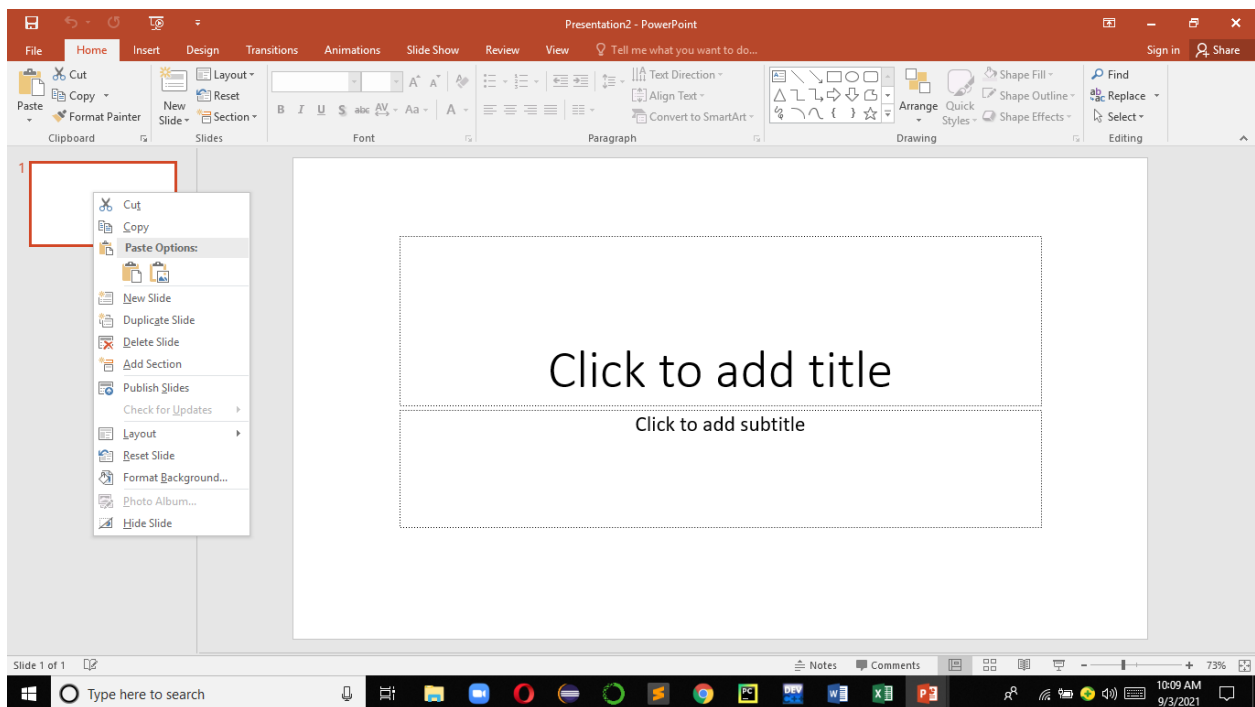 Presentation2 - PowerPoint
File Home Insert Design Transitions Animations Slide Show Review View Tell me what you want to do... Sign in Share
Paste
Cut
Copy
Format Painter
Clipboard
New
Slide
Layout
Reset
Section
Slides
B I U S abc AV Aa A
Font
Text Direction
Align Text
Convert to SmartArt
Paragraph
Arrange
Quick
Styles
Shape Fill
Shape Outline
Shape Effects
Drawing
Find
Replace
Select
Editing
1
Cut
Copy
Paste Options:
New Slide
Duplicate Slide
Delete Slide
Add Section
Publish Slides
Check for Updates
Layout
Reset Slide
Format Background...
Photo Album...
Hide Slide
Click to add title
Click to add subtitle
Slide 1 of 1 Notes Comments 73%
Type here to search
PC
DEV
10:09 AM
9/3/2021